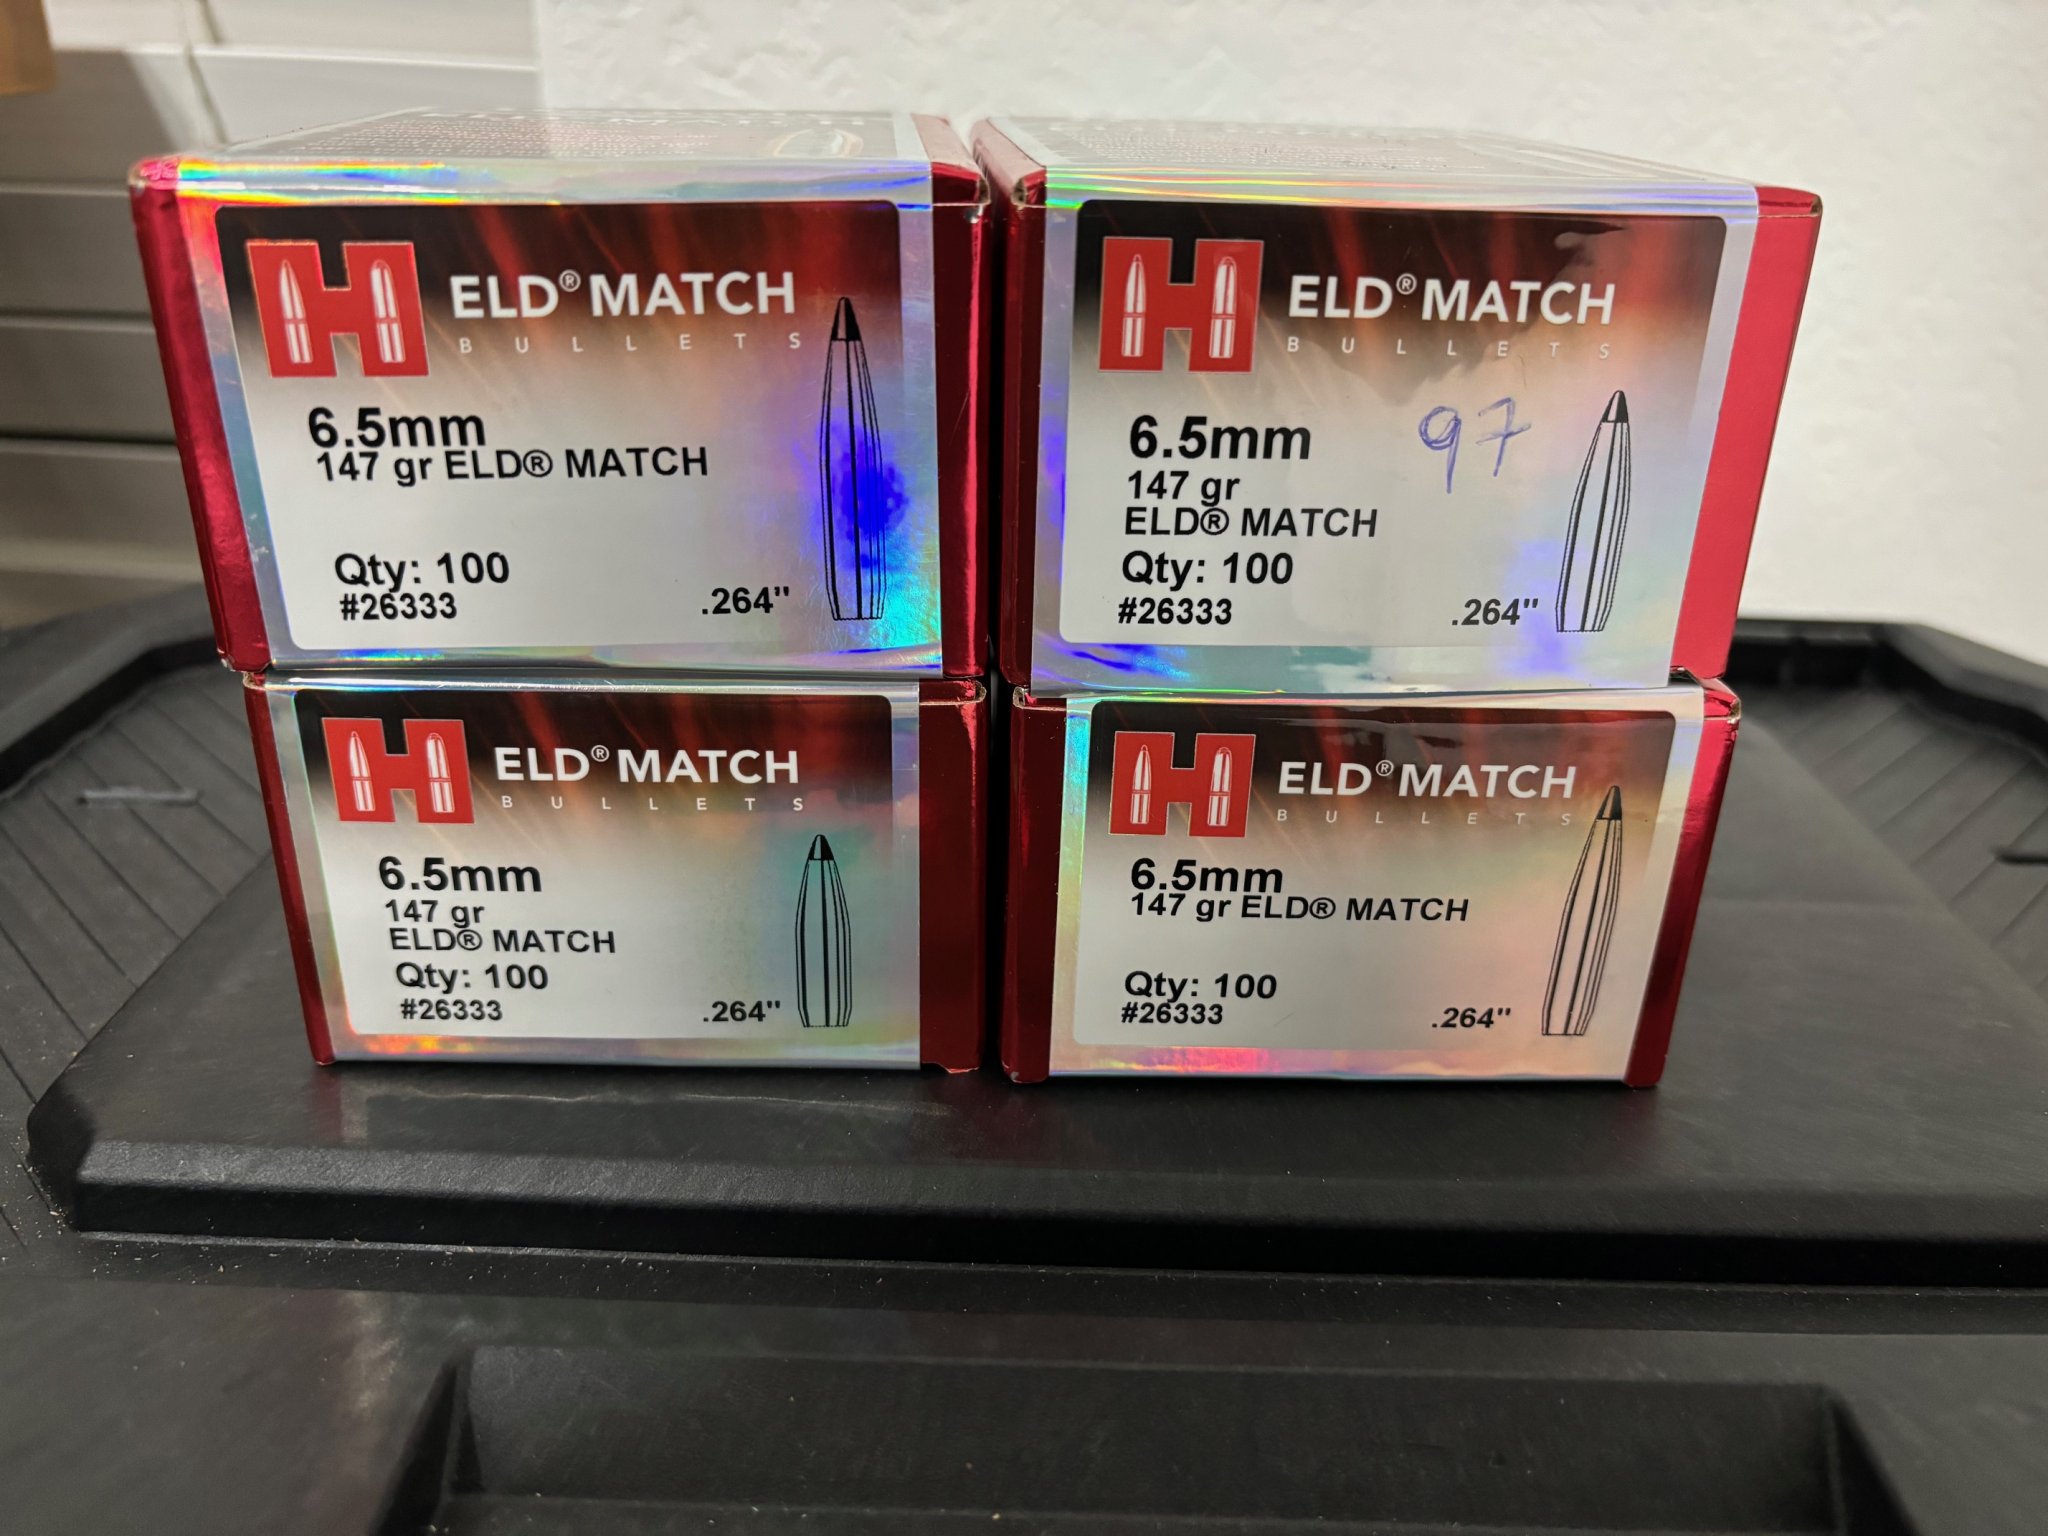 ELD® MATCH
BULLETS
6.5mm
147 gr ELD® MATCH
Qty: 100
#26333
.264"
ELD® MATCH
BULLETS
6.5mm
97
147 gr
ELD® MATCH
Qty: 100
#26333
.264"
ELD® MATCH
BULLETS
6.5mm
147 gr
ELD® MATCH
Qty: 100
#26333
.264"
ELD® MATCH
BULLETS
6.5mm
147 gr ELD® MATCH
Qty: 100
#26333
.264"